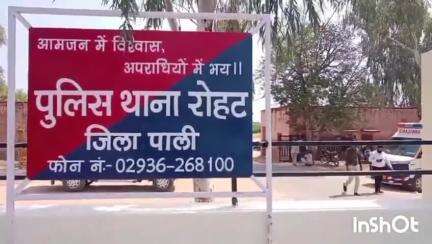 आमजन में विश्वास,
अपराधियों में भय॥
पुलिस थाना रोहट
जिला पाली
फोन नं:- 02936-268100
InShOt